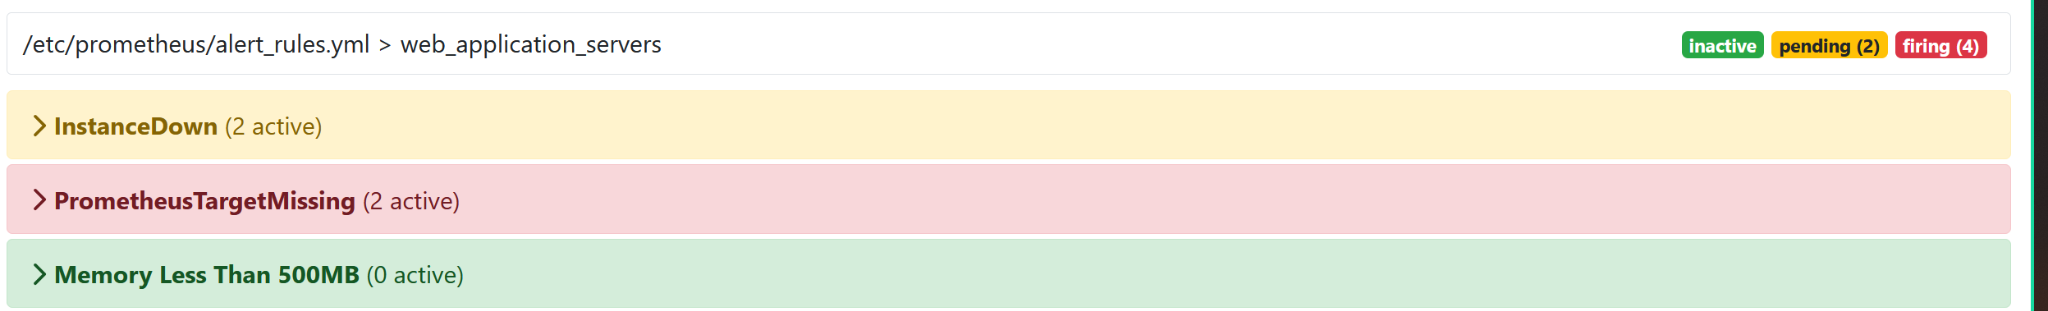 /etc/prometheus/alert_rules.yml > web_application_servers inactive pending (2) firing (4)
InstanceDown (2 active)
PrometheusTargetMissing (2 active)
Memory Less Than 500MB (0 active)